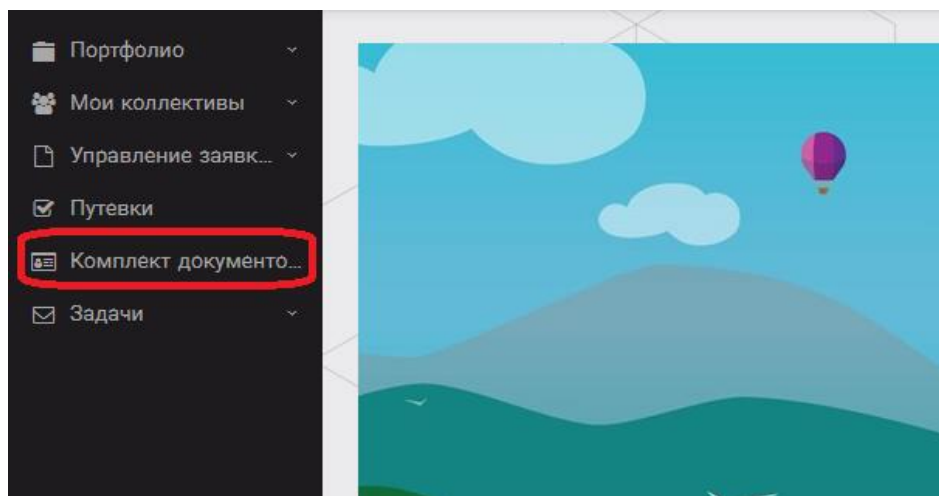 Портфолио
Мои коллективы
Управление заявк...
Путевки
Комплект документо...
Задачи